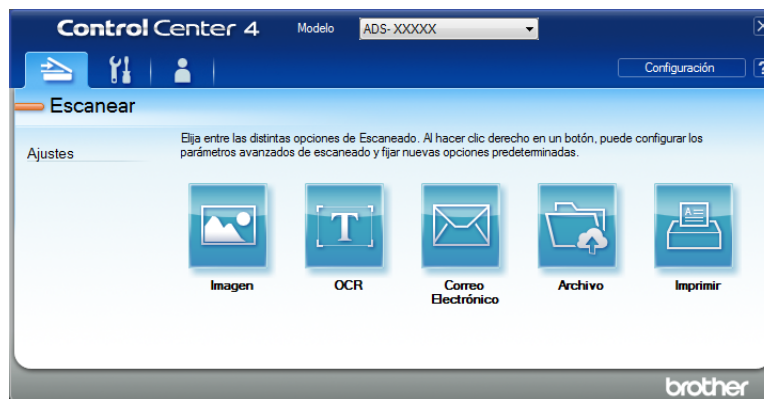 Control Center 4
Modelo
ADS- XXXXX
Configuración
?
Escanear
Ajustes
Elija entre las distintas opciones de Escaneado. Al hacer clic derecho en un botón, puede configurar los
parámetros avanzados de escaneado y fijar nuevas opciones predeterminadas.
T
Imagen
OCR
Correo
Electrónico
Archivo
A
Imprimir
brother